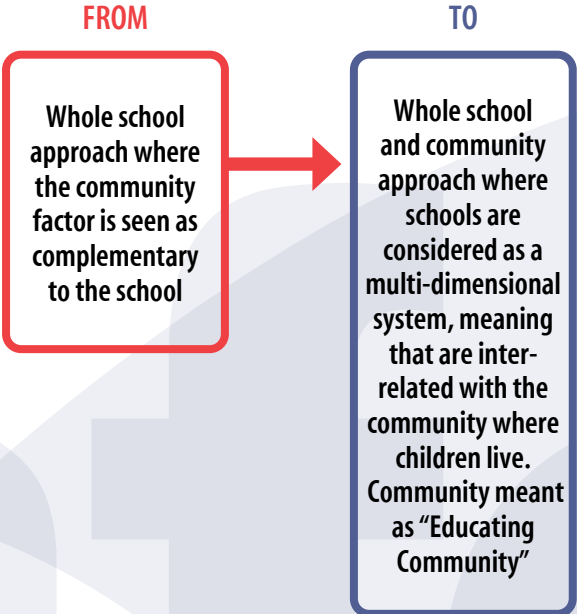 FROM
Whole school
approach where
the community
factor is seen as
complementary
to the school
TO
Whole school
and community
approach where
schools are
considered as a
multi-dimensional
system, meaning
that are inter-
related with the
community where
children live.
Community meant
as “Educating
Community”